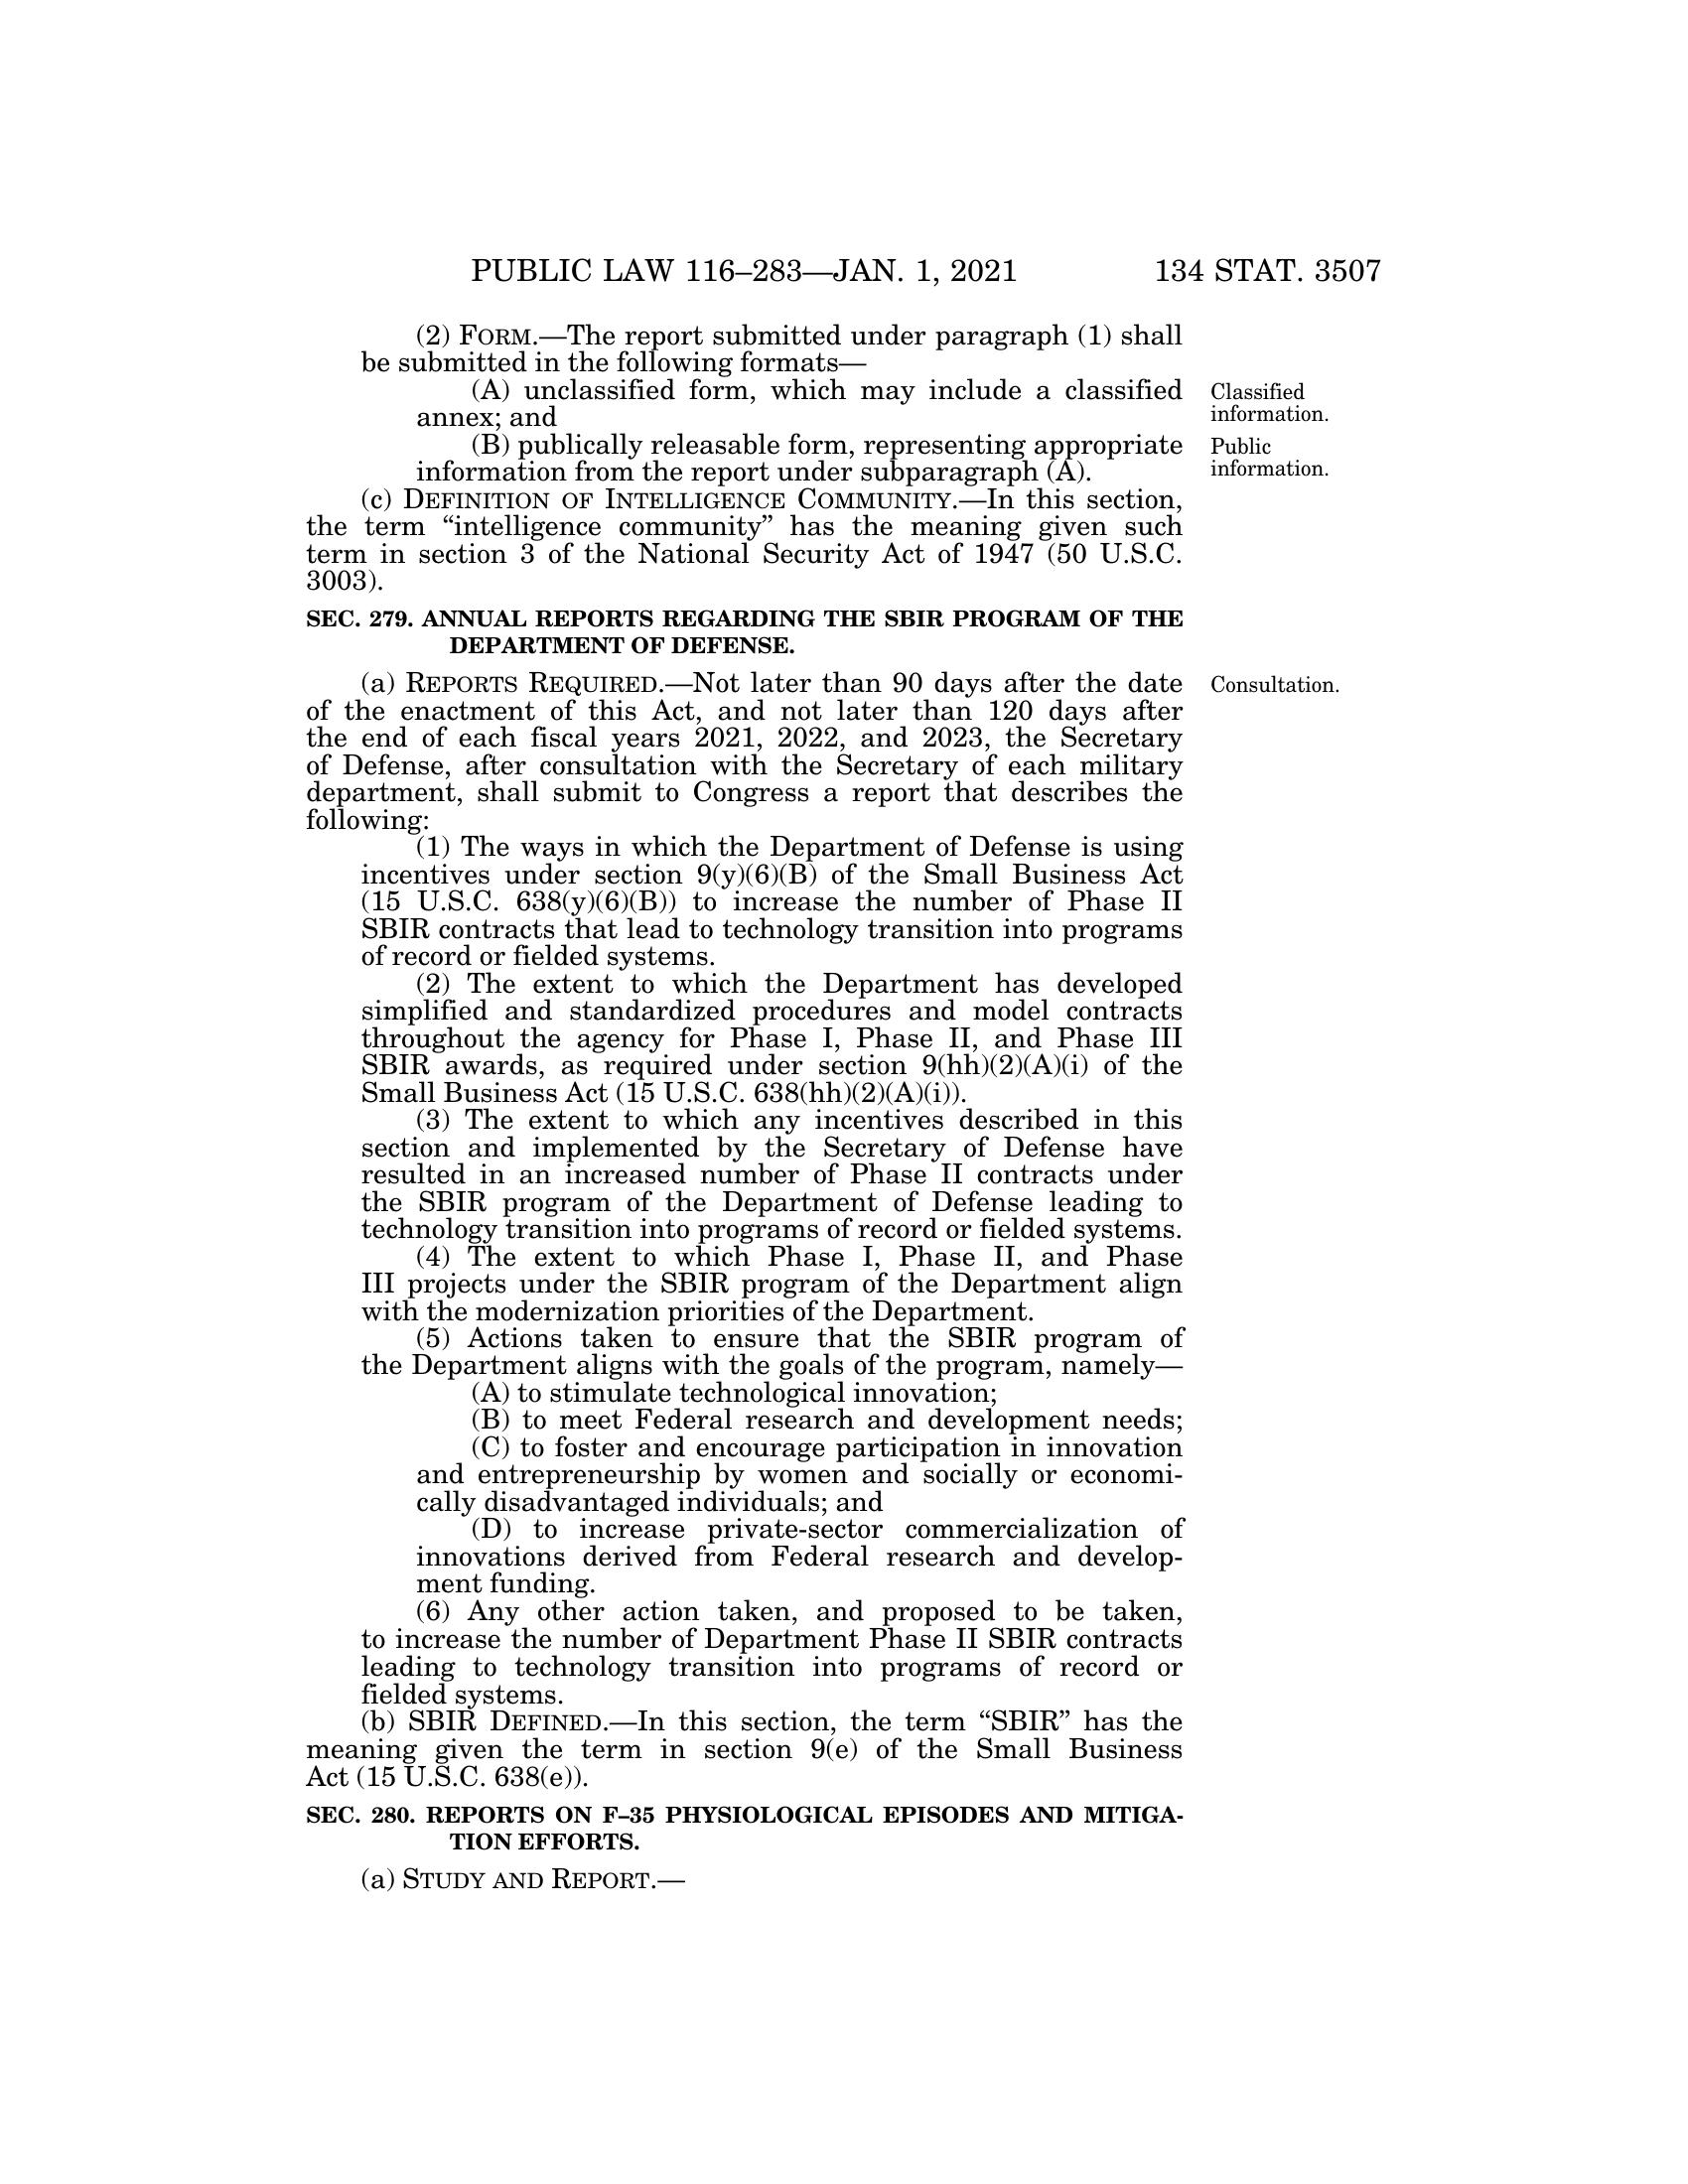 PUBLIC LAW 116–283—JAN. 1, 2021 134 STAT. 3507
(2) FORM.—The report submitted under paragraph (1) shall
be submitted in the following formats—
(A) unclassified form, which may include a classified
annex; and
(B) publically releasable form, representing appropriate
information from the report under subparagraph (A).
Classified
information.
Public
information.
(c) DEFINITION OF INTELLIGENCE COMMUNITY.—In this section,
the term “intelligence community” has the meaning given such
term in section 3 of the National Security Act of 1947 (50 U.S.C.
3003).
SEC. 279. ANNUAL REPORTS REGARDING THE SBIR PROGRAM OF THE
DEPARTMENT OF DEFENSE.
(a) REPORTS REQUIRED.—Not later than 90 days after the date
Consultation.
of the enactment of this Act, and not later than 120 days after
the end of each fiscal years 2021, 2022, and 2023, the Secretary
of Defense, after consultation with the Secretary of each military
department, shall submit to Congress a report that describes the
following:
(1) The ways in which the Department of Defense is using
incentives under section 9(y)(6)(B) of the Small Business Act
(15 U.S.C. 638(y)(6)(B)) to increase the number of Phase II
SBIR contracts that lead to technology transition into programs
of record or fielded systems.
(2) The extent to which the Department has developed
simplified and standardized procedures and model contracts
throughout the agency for Phase I, Phase II, and Phase III
SBIR awards, as required under section 9(hh)(2)(A)(i) of the
Small Business Act (15 U.S.C. 638(hh)(2)(A)(i)).
(3) The extent to which any incentives described in this
section and implemented by the Secretary of Defense have
resulted in an increased number of Phase II contracts under
the SBIR program of the Department of Defense leading to
technology transition into programs of record or fielded systems.
(4) The extent to which Phase I, Phase II, and Phase
III projects under the SBIR program of the Department align
with the modernization priorities of the Department.
(5) Actions taken to ensure that the SBIR program of
the Department aligns with the goals of the program, namely—
(A) to stimulate technological innovation;
(B) to meet Federal research and development needs;
(C) to foster and encourage participation in innovation
and entrepreneurship by women and socially or economi-
cally disadvantaged individuals; and
(D) to increase private-sector commercialization of
innovations derived from Federal research and develop-
ment funding.
(6) Any other action taken, and proposed to be taken,
to increase the number of Department Phase II SBIR contracts
leading to technology transition into programs of record or
fielded systems.
(b) SBIR DEFINED.—In this section, the term “SBIR” has the
meaning given the term in section 9(e) of the Small Business
Act (15 U.S.C. 638(e)).
SEC. 280. REPORTS ON F–35 PHYSIOLOGICAL EPISODES AND MITIGA-
TION EFFORTS.
(a) STUDY AND REPORT.—